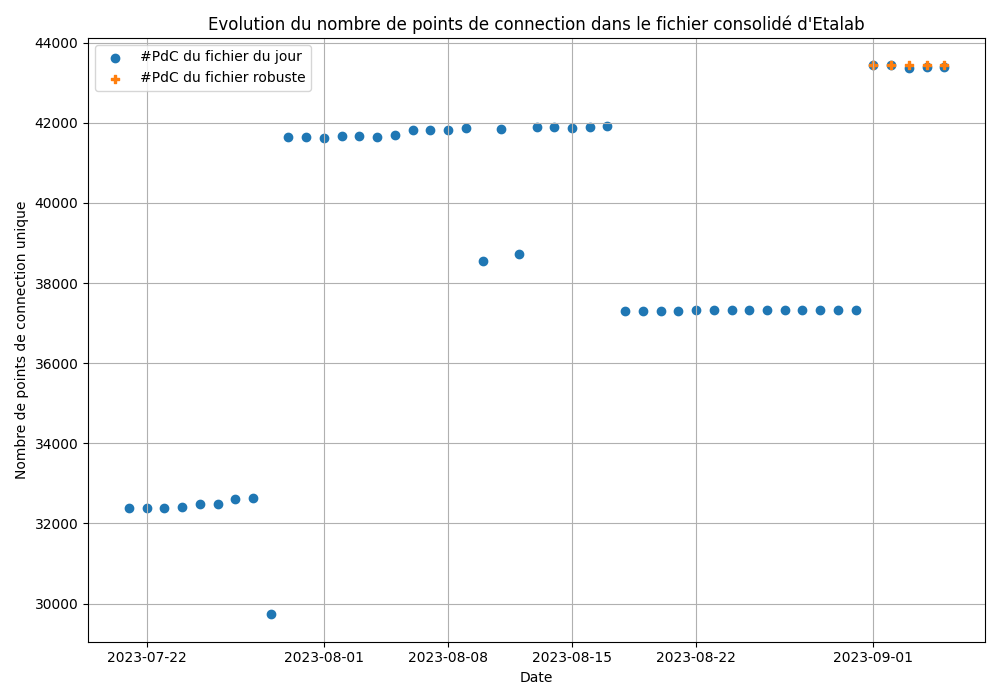 Evolution du nombre de points de connection dans le fichier consolidé d'Etalab
#PdC du fichier du jour
#PdC du fichier robuste
44000
42000
40000
38000
36000
34000
32000
30000
Nombre de points de connection unique
2023-07-22
2023-08-01
2023-08-08
2023-08-15
2023-08-22
2023-09-01
Date